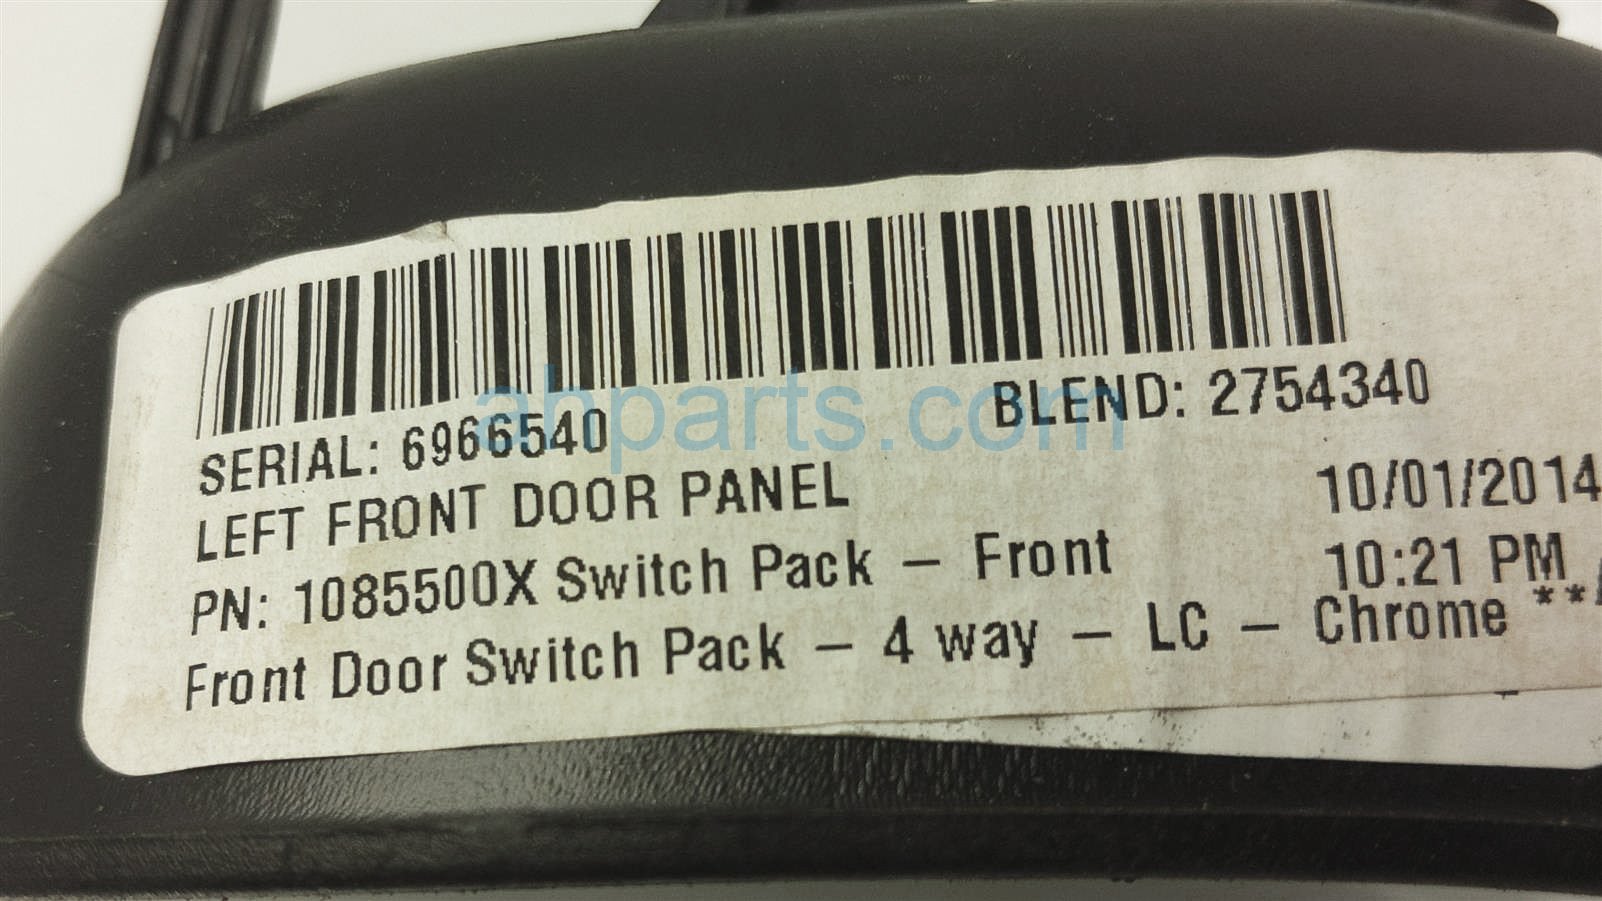 SERIAL: 6966540 BLEND: 2754340
LEFT FRONT DOOR PANEL 10/01/2014
PN: 1085500X Switch Pack – Front 10:21 PM
Front Door Switch Pack – 4 way – LC – Chrome **
ahparts.com